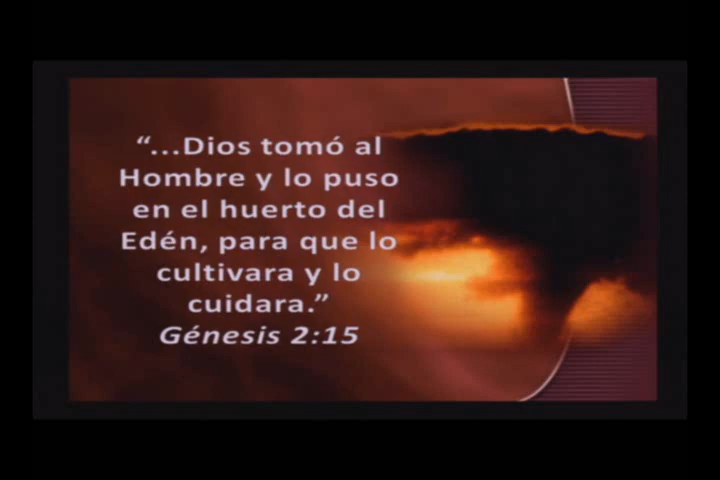 “...Dios tomó al
Hombre y lo puso
en el huerto del
Edén, para que lo
cultivara y lo
cuidara.”
Génesis 2:15